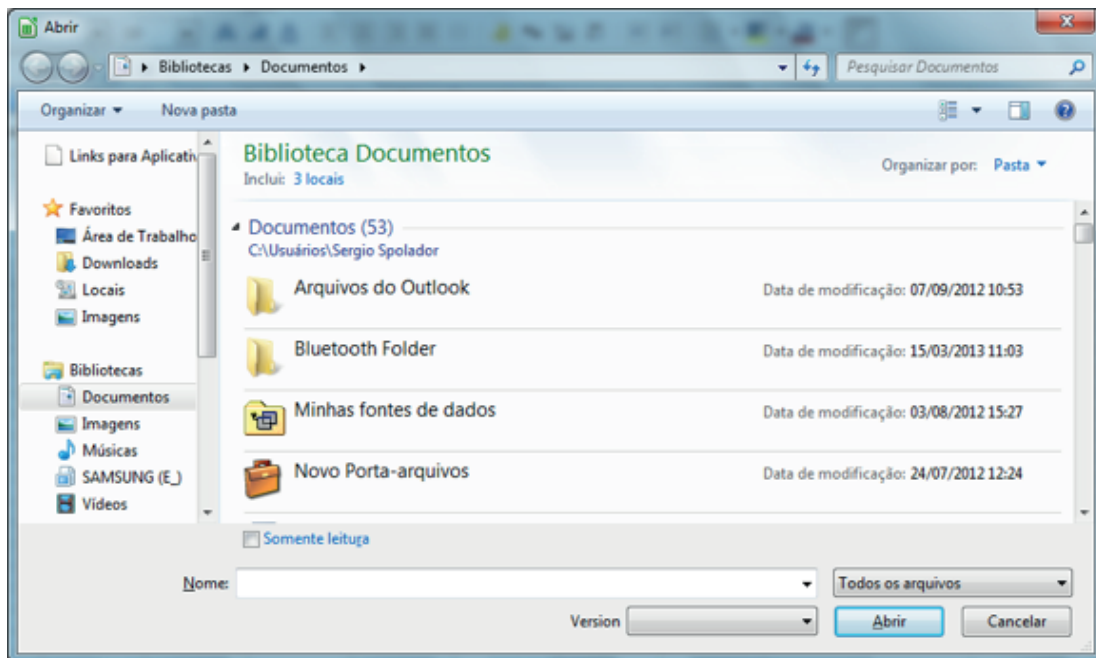 Abrir
Bibliotecas Documentos
Pesquisar Documentos
Organizar Nova pasta
Links para Aplicativ
Favoritos
Área de Trabalho
Downloads
Locais
Imagens
Bibliotecas
Documentos
Imagens
Músicas
SAMSUNG (E_)
Vídeos
Biblioteca Documentos
Inclui: 3 locais
Organizar por: Pasta
Documentos (53)
C:\Usuários\Sergio Spolador
Arquivos do Outlook Data de modificação: 07/09/2012 10:53
Bluetooth Folder Data de modificação: 15/03/2013 11:03
Minhas fontes de dados Data de modificação: 03/08/2012 15:27
Novo Porta-arquivos Data de modificação: 24/07/2012 12:24
Somente leitura
Nome:
Todos os arquivos
Version
Abrir Cancelar